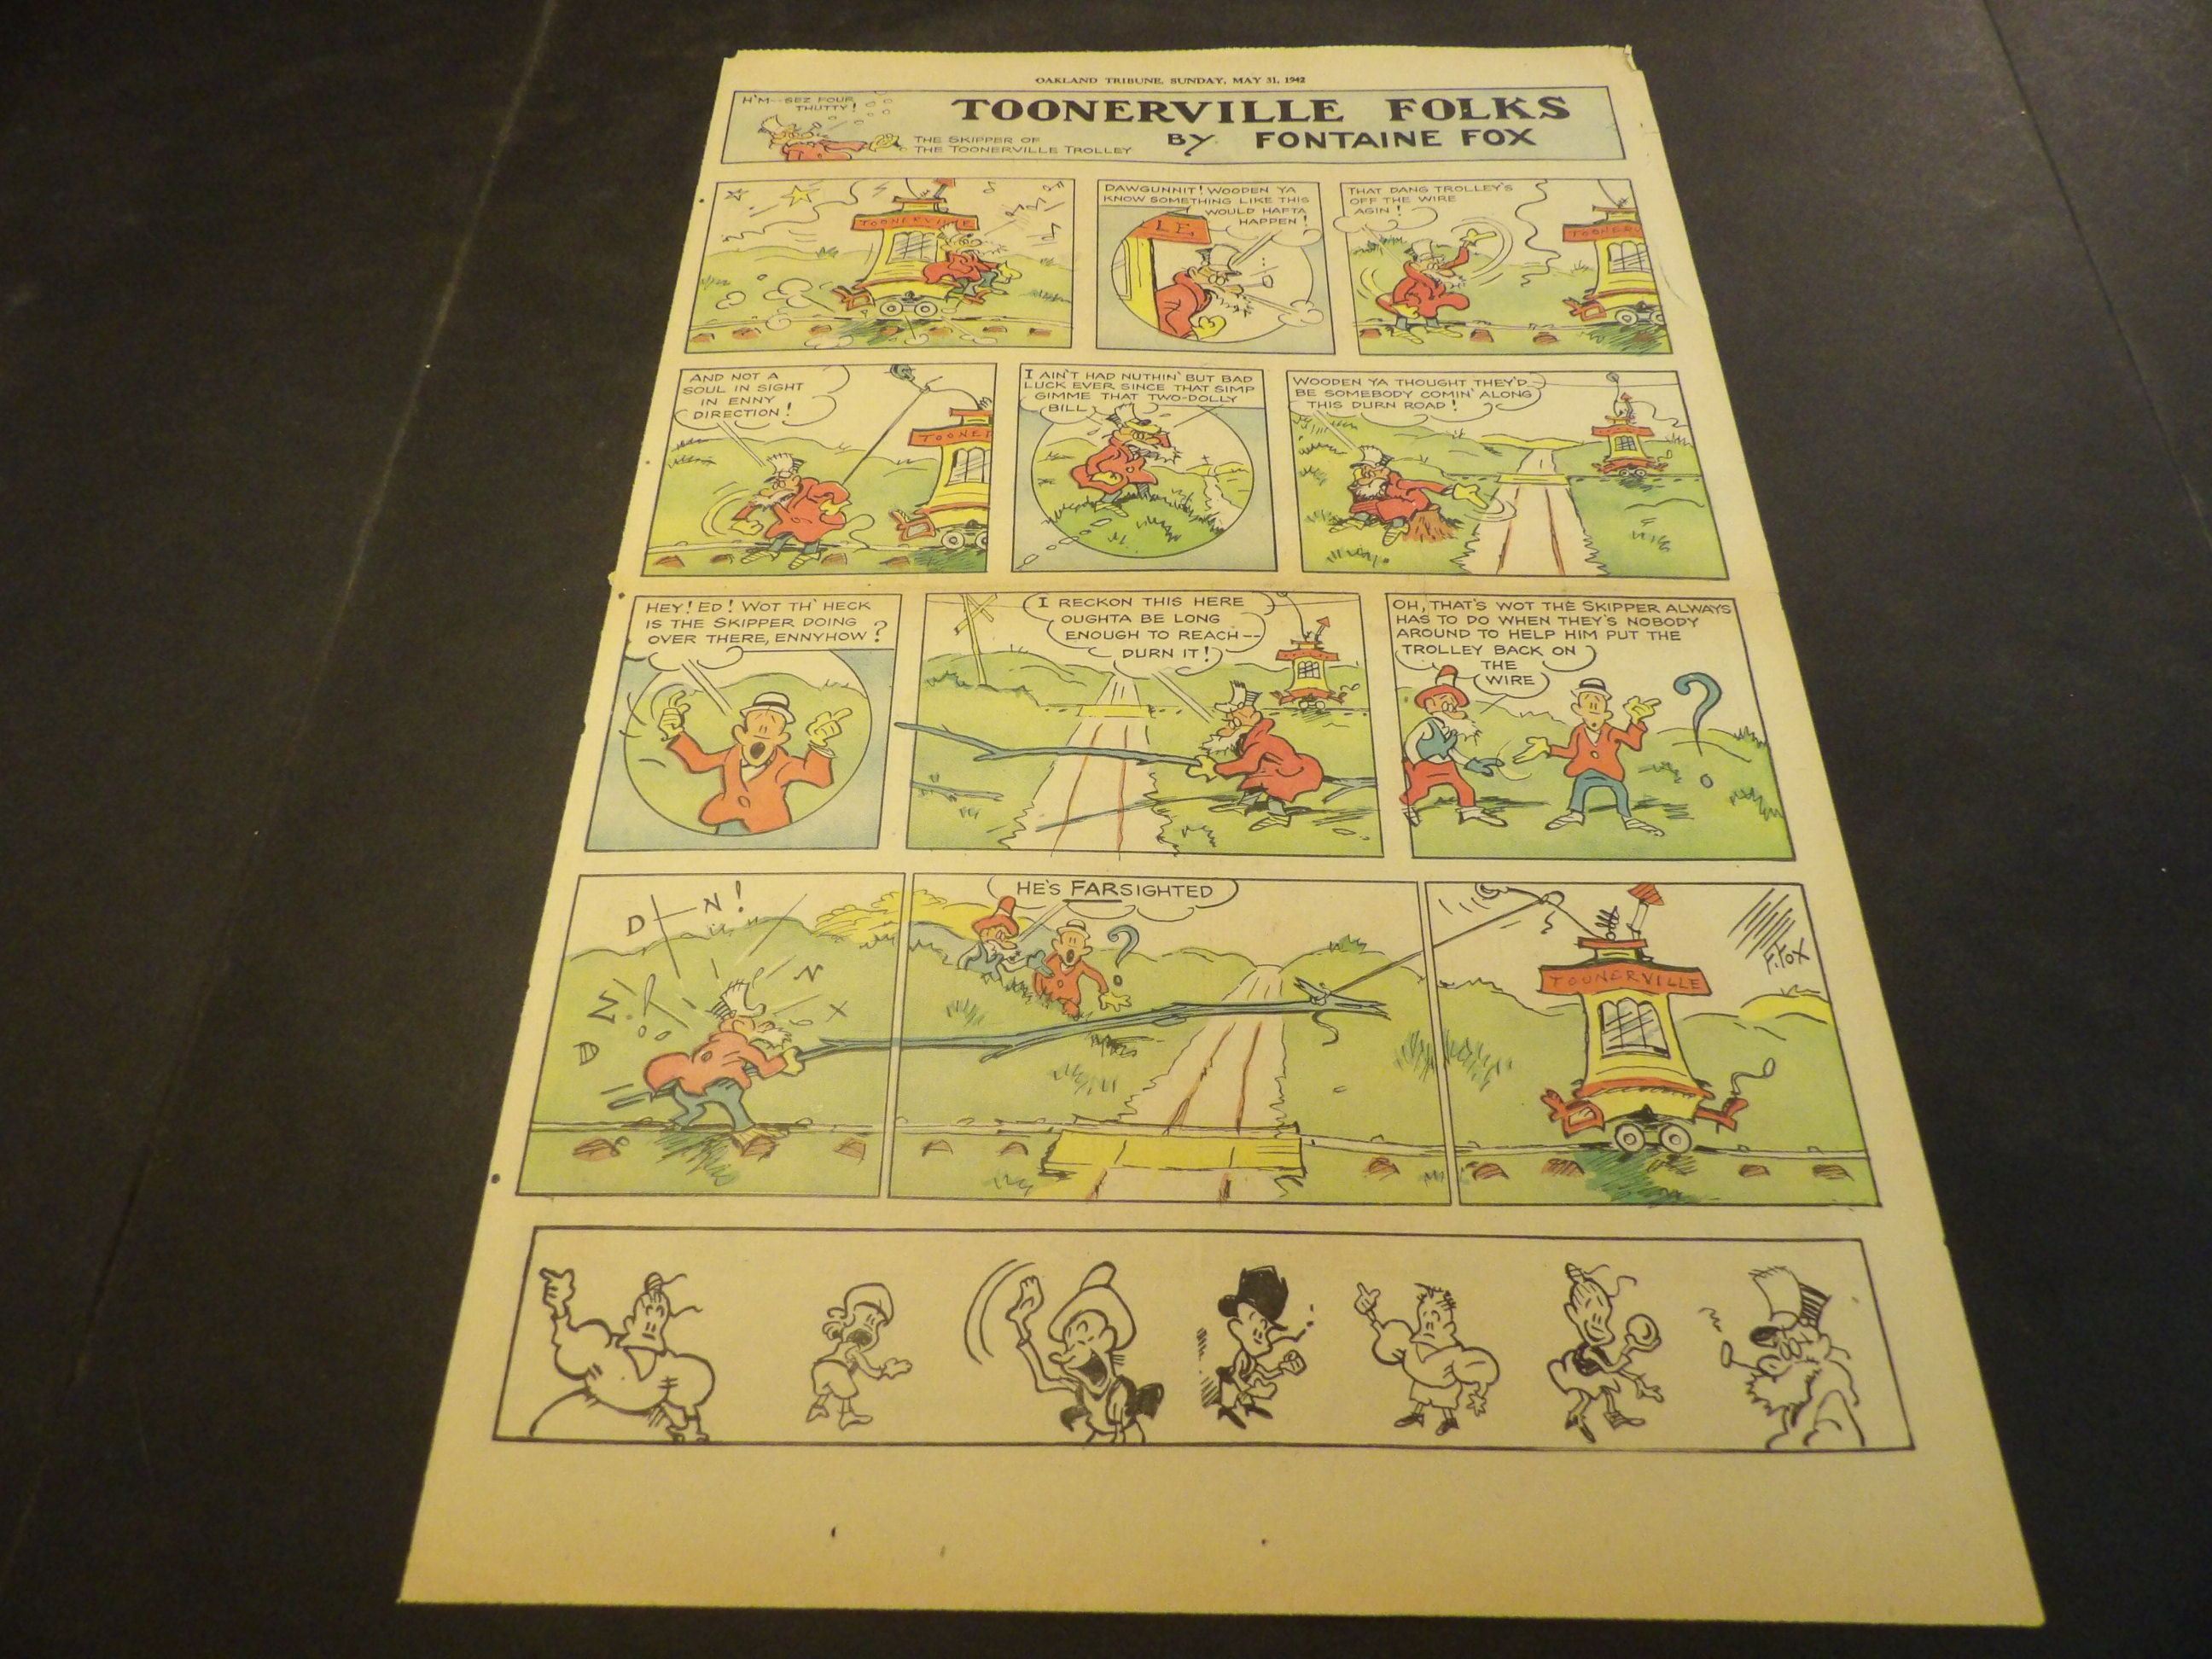 OAKLAND TRIBUNE, SUNDAY, MAY 31, 1942
H'M--SEZ FOUR
THUTTY!
TOONERVILLE FOLKS
THE SKIPPER OF
THE TOONERVILLE TROLLEY
BY FONTAINE FOX
TOONERVILLE
DAWGUNNIT! WOODEN YA
KNOW SOMETHING LIKE THIS
WOULD HAFTA
HAPPEN!
LE
THAT DANG TROLLEY'S
OFF THE WIRE
AGIN!
TOONERV
AND NOT A
SOUL IN SIGHT
IN ENNY
DIRECTION!
TOONER
I AIN'T HAD NUTHIN' BUT BAD
LUCK EVER SINCE THAT SIMP
GIMME THAT TWO-DOLLY
BILL
WOODEN YA THOUGHT THEY'D
BE SOMEBODY COMIN' ALONG
THIS DURN ROAD!
HEY! ED! WOT TH' HECK
IS THE SKIPPER DOING
OVER THERE, ENNYHOW?
I RECKON THIS HERE
OUGHTA BE LONG
ENOUGH TO REACH--
DURN IT!
OH, THAT'S WOT THE SKIPPER ALWAYS
HAS TO DO WHEN THEY'S NOBODY
AROUND TO HELP HIM PUT THE
TROLLEY BACK ON
THE
WIRE
?
D--N!
N
X
D
HE'S FARSIGHTED
?
TOONERVILLE
F. FOX